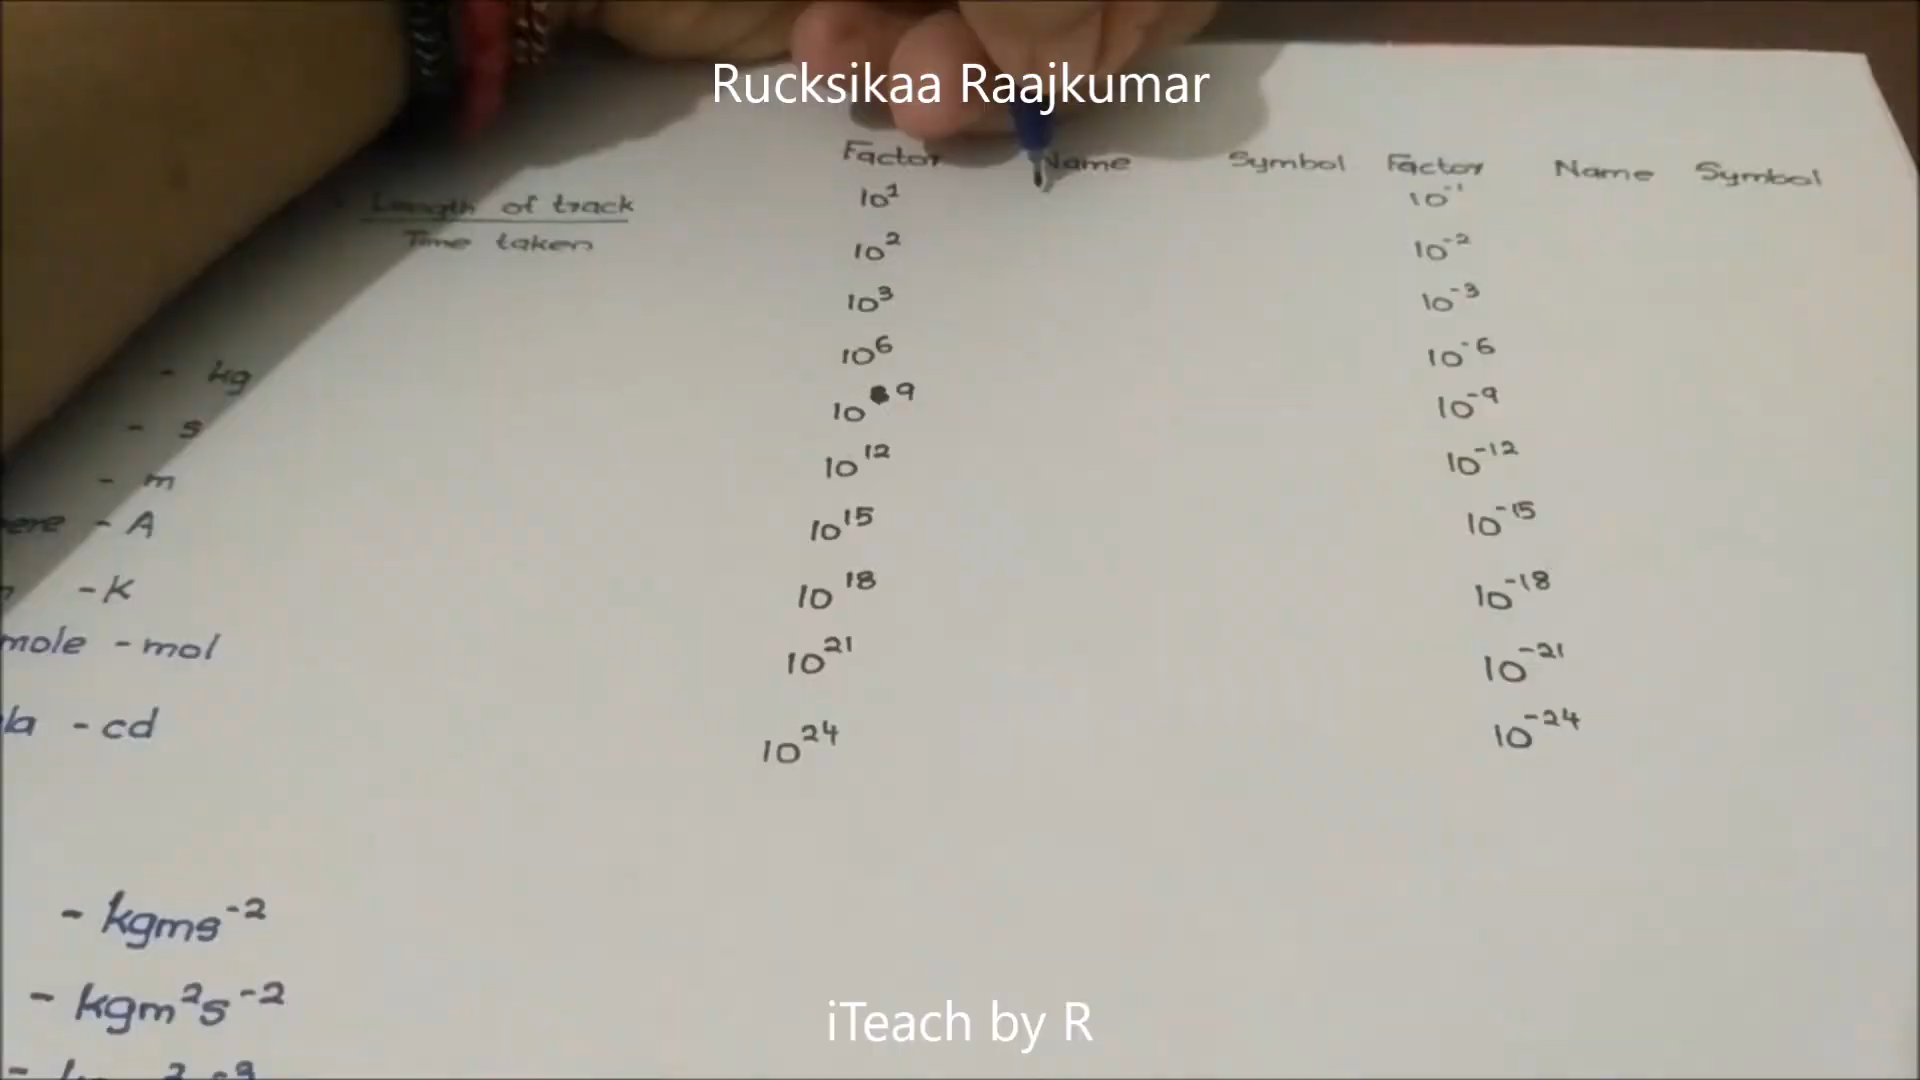 Rucksikaa Raajkumar
Factor Name Symbol Factor Name Symbol
Length of track
Time taken
10¹ 10⁻¹
10² 10⁻²
10³ 10⁻³
10⁶ 10⁻⁶
- kg
10⁹ 10⁻⁹
- s
10¹² 10⁻¹²
- m
10¹⁵ 10⁻¹⁵
- A
10¹⁸ 10⁻¹⁸
- K
mole - mol
10²¹ 10⁻²¹
- cd
10²⁴ 10⁻²⁴
- kgms⁻²
- kgm²s⁻²
iTeach by R